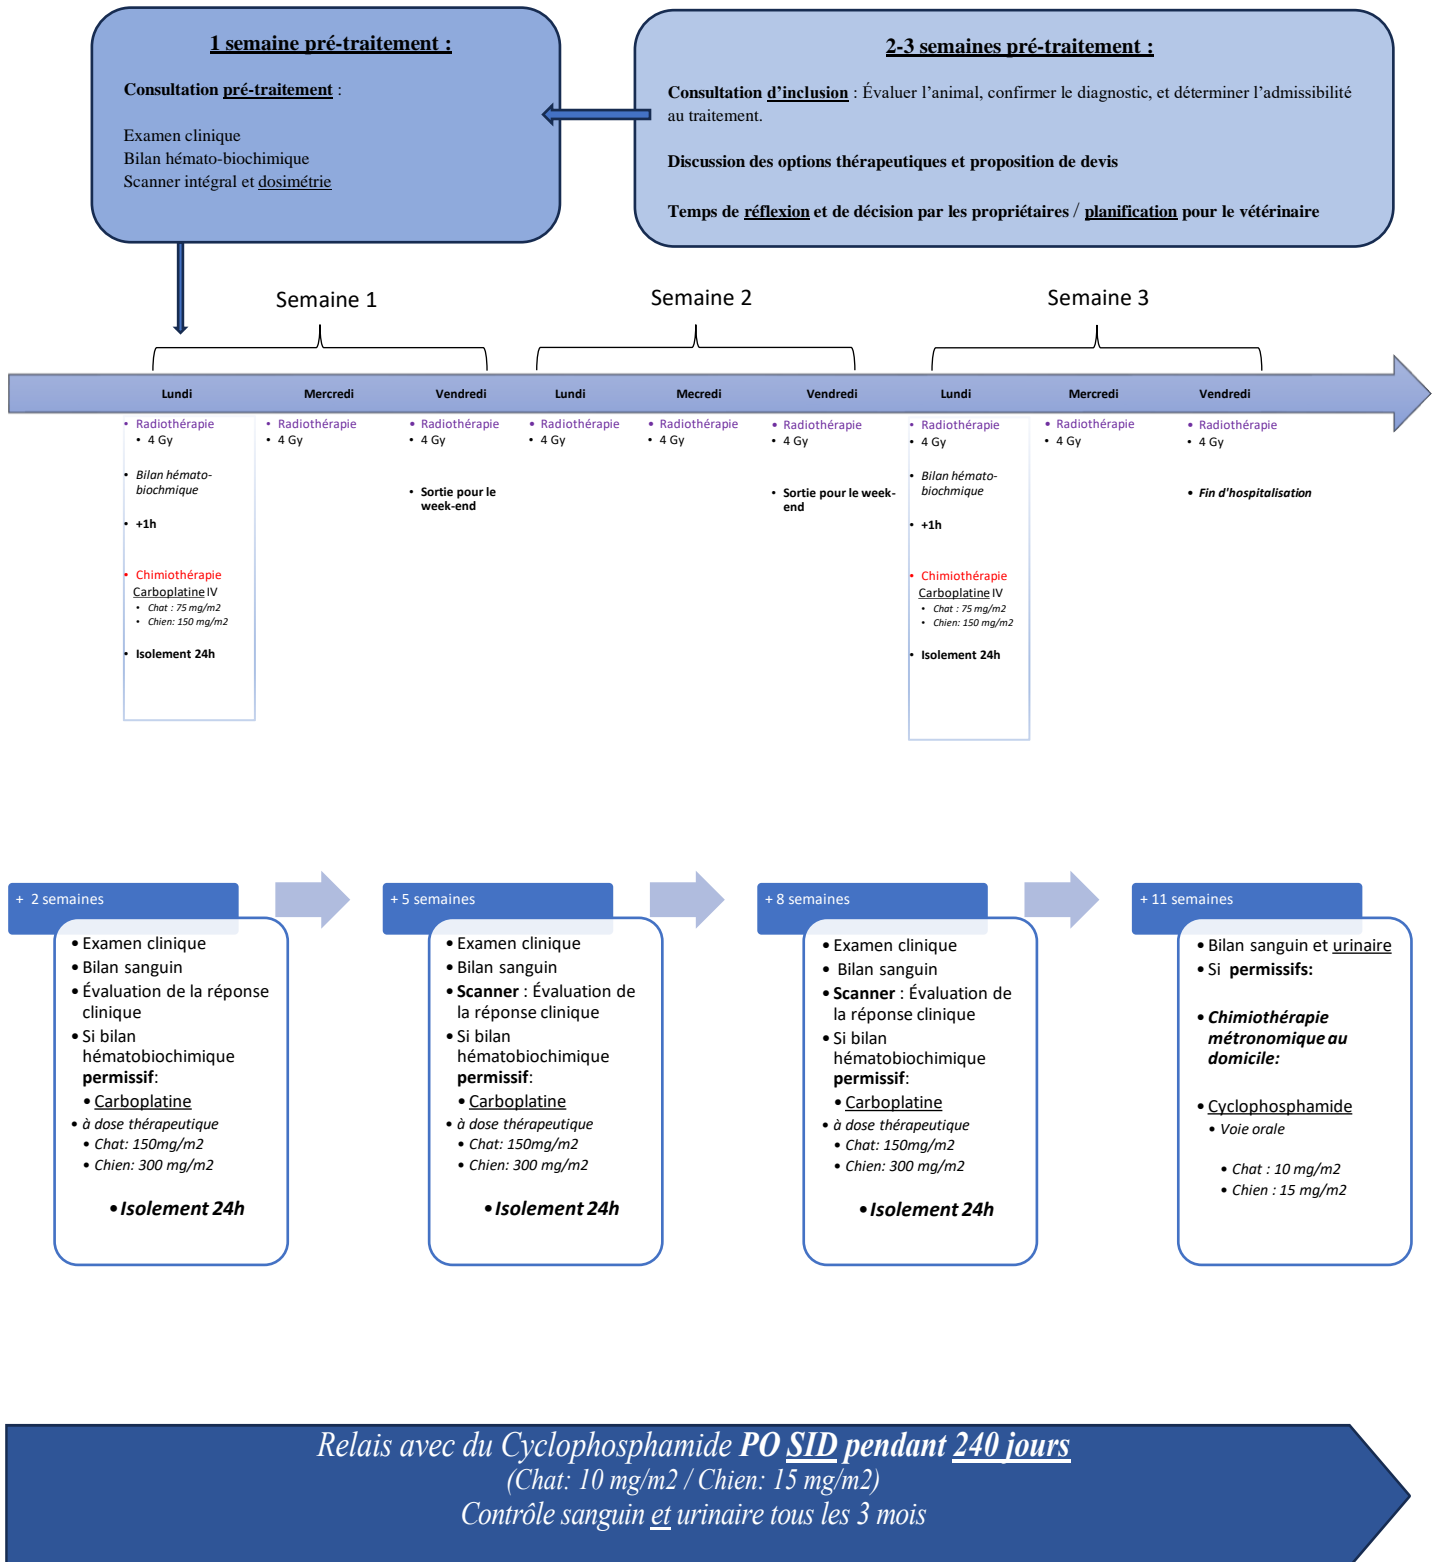 1 semaine pré-traitement :
Consultation pré-traitement :
Examen clinique
Bilan hémato-biochimique
Scanner intégral et dosimétrie
2-3 semaines pré-traitement :
Consultation d’inclusion : Évaluer l’animal, confirmer le diagnostic, et déterminer l’admissibilité
au traitement.
Discussion des options thérapeutiques et proposition de devis
Temps de réflexion et de décision par les propriétaires / planification pour le vétérinaire
Semaine 1
Semaine 2
Semaine 3
Lundi
Mercredi
Vendredi
Lundi
Mecredi
Vendredi
Lundi
Mercredi
Vendredi
• Radiothérapie
• 4 Gy
• Bilan hémato-
biochmique
• +1h
• Chimiothérapie
Carboplatine IV
• Chat : 75 mg/m2
• Chien: 150 mg/m2
• Isolement 24h
• Radiothérapie
• 4 Gy
• Radiothérapie
• 4 Gy
• Sortie pour le
week-end
• Radiothérapie
• 4 Gy
• Radiothérapie
• 4 Gy
• Radiothérapie
• 4 Gy
• Sortie pour le week-
end
• Radiothérapie
• 4 Gy
• Bilan hémato-
biochmique
• +1h
• Chimiothérapie
Carboplatine IV
• Chat : 75 mg/m2
• Chien: 150 mg/m2
• Isolement 24h
• Radiothérapie
• 4 Gy
• Radiothérapie
• 4 Gy
• Fin d'hospitalisation
+ 2 semaines
• Examen clinique
• Bilan sanguin
• Évaluation de la réponse
clinique
• Si bilan
hématobiochimique
permissif:
• Carboplatine
• à dose thérapeutique
• Chat: 150mg/m2
• Chien: 300 mg/m2
• Isolement 24h
+ 5 semaines
• Examen clinique
• Bilan sanguin
• Scanner : Évaluation de
la réponse clinique
• Si bilan
hématobiochimique
permissif:
• Carboplatine
• à dose thérapeutique
• Chat: 150mg/m2
• Chien: 300 mg/m2
• Isolement 24h
+ 8 semaines
• Examen clinique
• Bilan sanguin
• Scanner : Évaluation de
la réponse clinique
• Si bilan
hématobiochimique
permissif:
• Carboplatine
• à dose thérapeutique
• Chat: 150mg/m2
• Chien: 300 mg/m2
• Isolement 24h
+ 11 semaines
• Bilan sanguin et urinaire
• Si permissifs:
• Chimiothérapie
métronomique au
domicile:
• Cyclophosphamide
• Voie orale
• Chat : 10 mg/m2
• Chien : 15 mg/m2
Relais avec du Cyclophosphamide PO SID pendant 240 jours
(Chat: 10 mg/m2 / Chien: 15 mg/m2)
Contrôle sanguin et urinaire tous les 3 mois